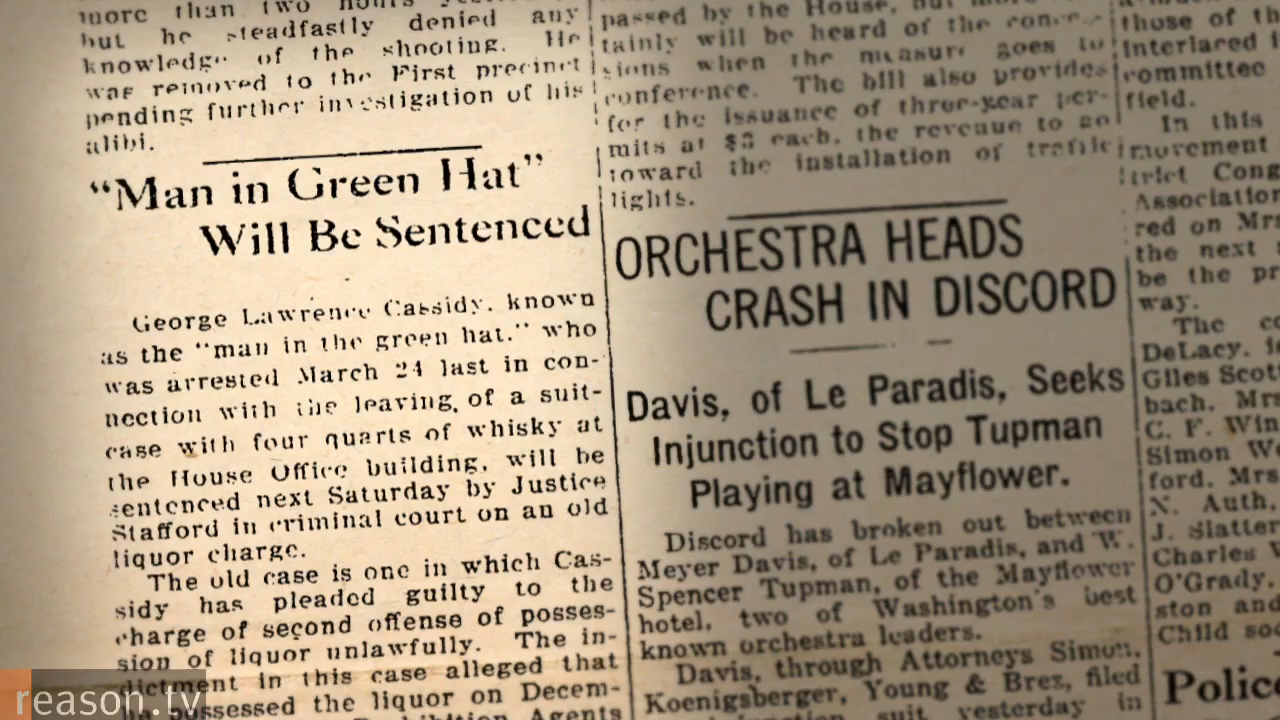 more than two hours
but he steadfastly denied any
knowledge of the shooting. He
was removed to the First precinct
pending further investigation of his
alibi.
"Man in Green Hat"
Will Be Sentenced
George Lawrence Cassidy, known
as the "man in the green hat." who
was arrested March 24 last in con-
nection with the leaving of a suit-
case with four quarts of whisky at
the House Office building, will be
sentenced next Saturday by Justice
Stafford in criminal court on an old
liquor charge.
The old case is one in which Cas-
sidy has pleaded guilty to the
charge of second offense of posses-
sion of liquor unlawfully. The in-
dictment in this case alleged that
possessed the liquor on Decem-
Agents
passed by the House, but
tainly will be heard of the
sions when the measure goes to
conference. The bill also provides
for the issuance of three-year per-
mits at $3 each, the revenue to go
toward the installation of traffic
lights.
ORCHESTRA HEADS
CRASH IN DISCORD
Davis, of Le Paradis, Seeks
Injunction to Stop Tupman
Playing at Mayflower.
Discord has broken out between
Meyer Davis, of Le Paradis, and W.
Spencer Tupman, of the Mayflower
hotel, two of Washington's best
known orchestra leaders.
Davis, through Attorneys Simon,
Koenigsberger, Young & Brez, filed
suit yesterday in
those of
interlaced
committee
field.
In this
movement
trict Cong
Association
red on Mrs
the next
be the pr
way.
The
DeLacy,
Giles Scott
bach, Mrs
C. F. Win
Simon
ford. Mrs
N. Auth,
J. Slatter
Charles
O'Grady.
ston and
Child
Police
reason.tv